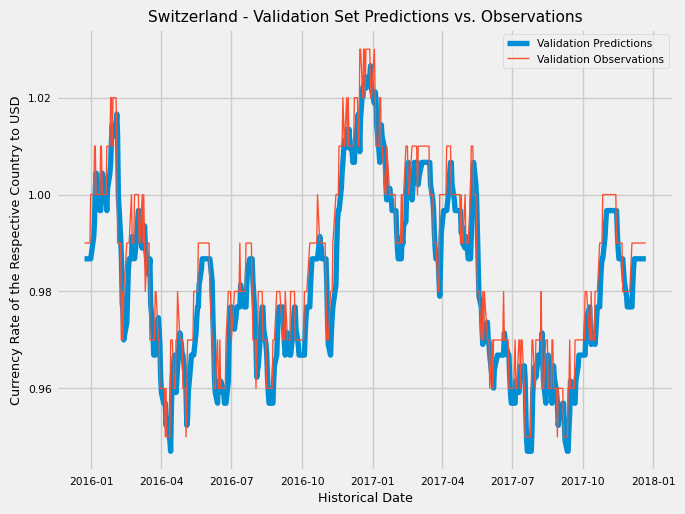 Switzerland - Validation Set Predictions vs. Observations
Validation Predictions
Validation Observations
Currency Rate of the Respective Country to USD
1.02
1.00
0.98
0.96
2016-01
2016-04
2016-07
2016-10
2017-01
2017-04
2017-07
2017-10
2018-01
Historical Date